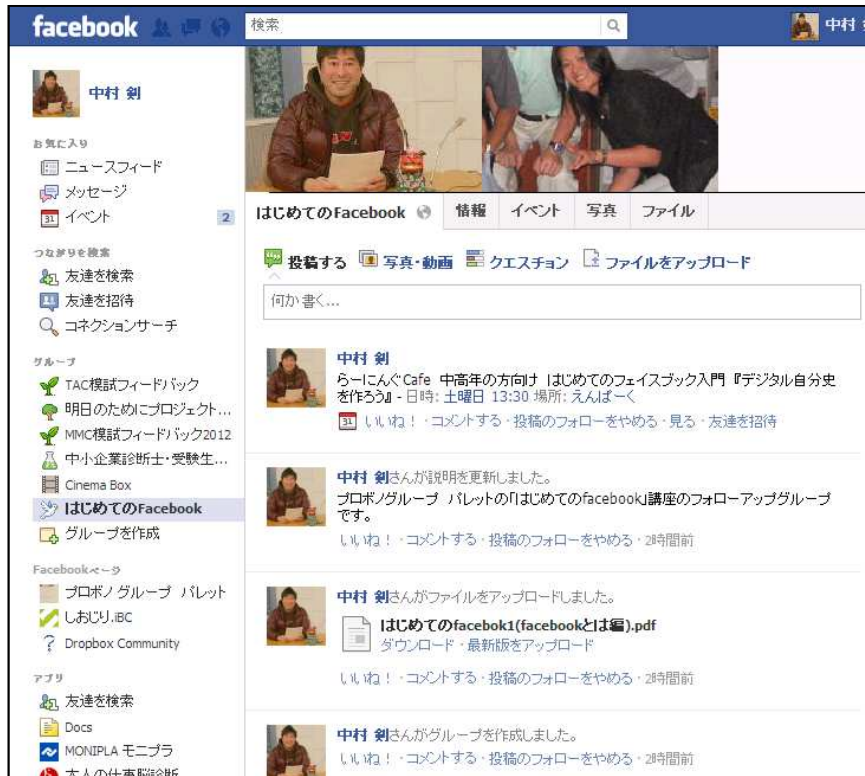 facebook
検索
中村
中村 剣
お気に入り
ニュースフィード
メッセージ
イベント 2
つながりを検索
友達を検索
友達を招待
コネクションサーチ
グループ
TAC模試フィードバック
明日のためにプロジェクト...
MMC模試フィードバック2012
中小企業診断士・受験生...
Cinema Box
はじめてのFacebook
グループを作成
Facebookページ
プロボノ グループ パレット
しおじり.iBC
Dropbox Community
アプリ
友達を検索
Docs
MONIPLA モニプラ
大人の仕事脳診断
はじめてのFacebook 情報 イベント 写真 ファイル
投稿する 写真・動画 クエスチョン ファイルをアップロード
何か書く...
中村 剣
らーにんぐCafe 中高年の方向け はじめてのフェイスブック入門 『デジタル自分史
を作ろう』 - 日時: 土曜日 13:30 場所: えんぱーく
31 いいね！ · コメントする · 投稿のフォローをやめる · 見る · 友達を招待
中村 剣さんが説明を更新しました。
プロボノグループ パレットの「はじめてのfacebook」講座のフォローアップグループ
です。
いいね！ · コメントする · 投稿のフォローをやめる · 2時間前
中村 剣さんがファイルをアップロードしました。
はじめてのfacebok1(facebookとは編).pdf
ダウンロード · 最新版をアップロード
いいね！ · コメントする · 投稿のフォローをやめる · 2時間前
中村 剣さんがグループを作成しました。
いいね！ · コメントする · 投稿のフォローをやめる · 2時間前